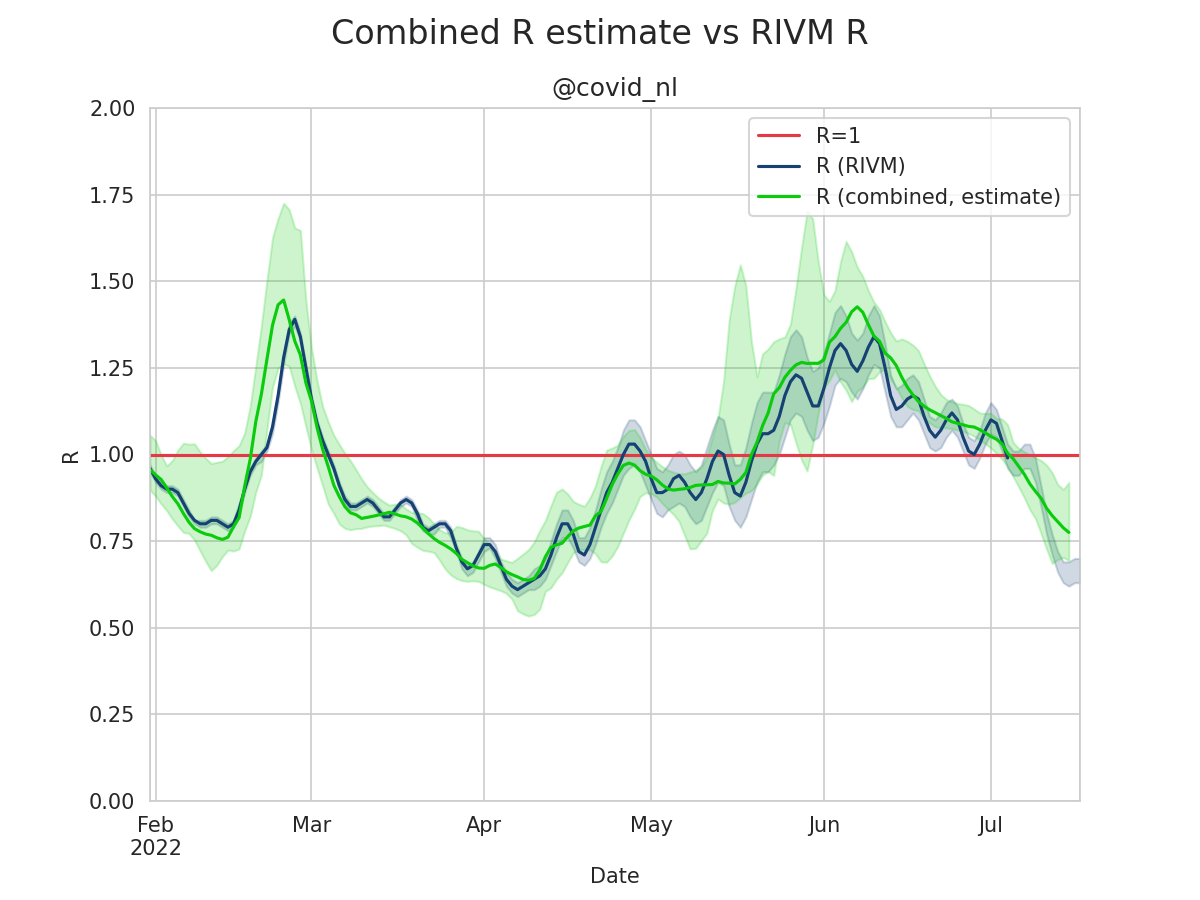 Combined R estimate vs RIVM R
@covid_nl
R=1
R (RIVM)
R (combined, estimate)
2.00
1.75
1.50
1.25
1.00
0.75
0.50
0.25
0.00
R
Feb Mar Apr May Jun Jul
2022
Date